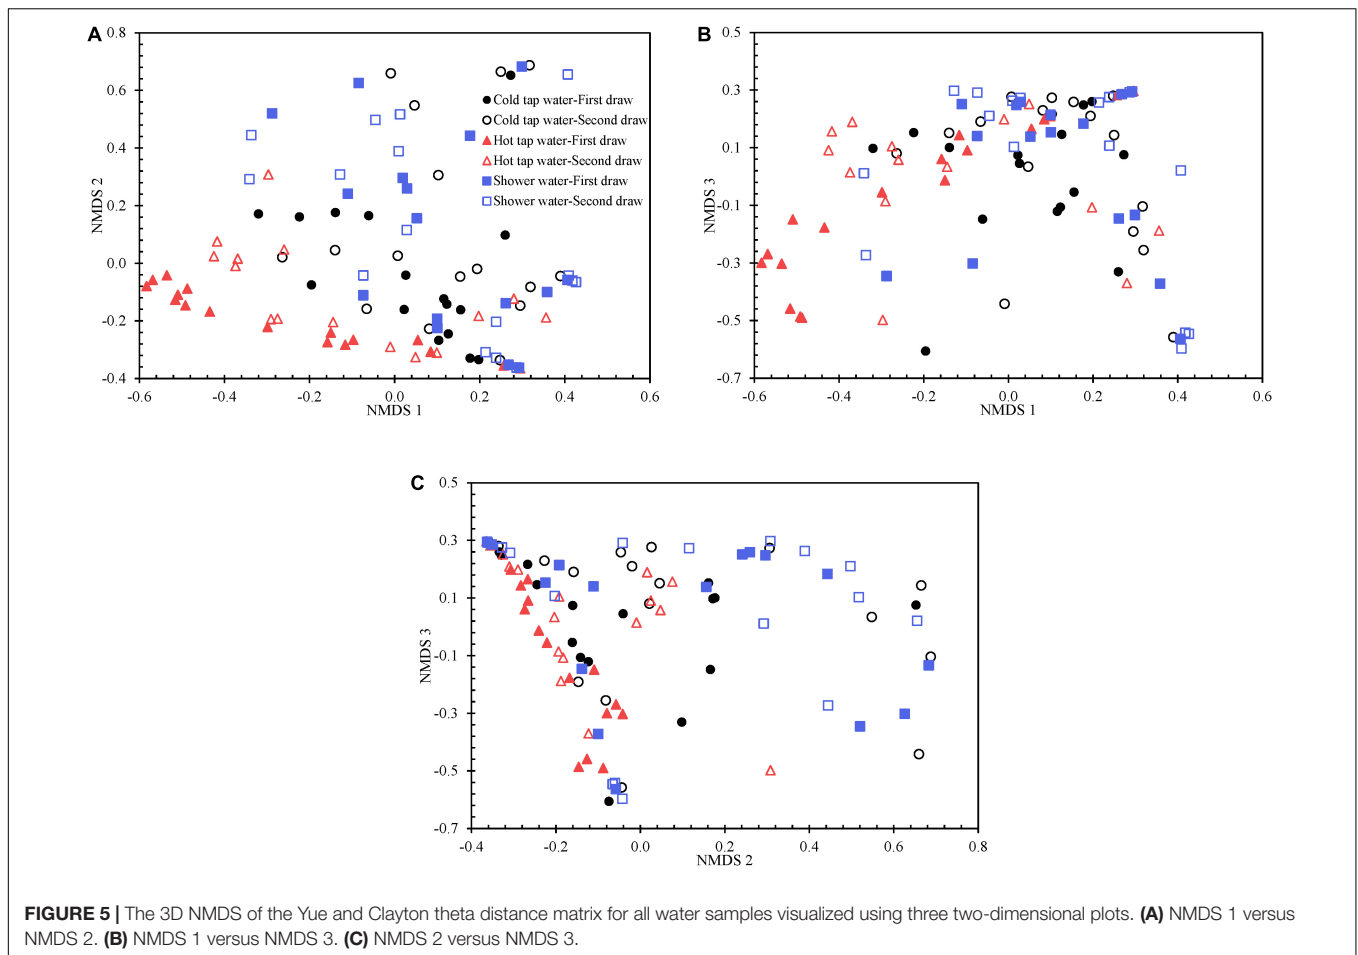 A
0.8
0.6
0.4
0.2
0.0
-0.2
-0.4
NMDS 2
-0.6 -0.4 -0.2 0.0 0.2 0.4 0.6
NMDS 1
Cold tap water-First draw
Cold tap water-Second draw
Hot tap water-First draw
Hot tap water-Second draw
Shower water-First draw
Shower water-Second draw
B
0.5
0.3
0.1
-0.1
-0.3
-0.5
-0.7
NMDS 3
-0.6 -0.4 -0.2 0.0 0.2 0.4 0.6
NMDS 1
C
0.5
0.3
0.1
-0.1
-0.3
-0.5
-0.7
NMDS 3
-0.4 -0.2 0.0 0.2 0.4 0.6 0.8
NMDS 2
FIGURE 5 | The 3D NMDS of the Yue and Clayton theta distance matrix for all water samples visualized using three two-dimensional plots. (A) NMDS 1 versus
NMDS 2. (B) NMDS 1 versus NMDS 3. (C) NMDS 2 versus NMDS 3.